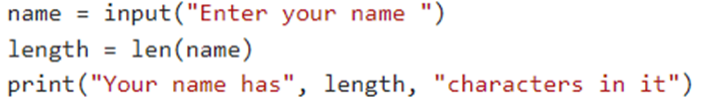 name = input("Enter your name ")
length = len(name)
print("Your name has", length, "characters in it")